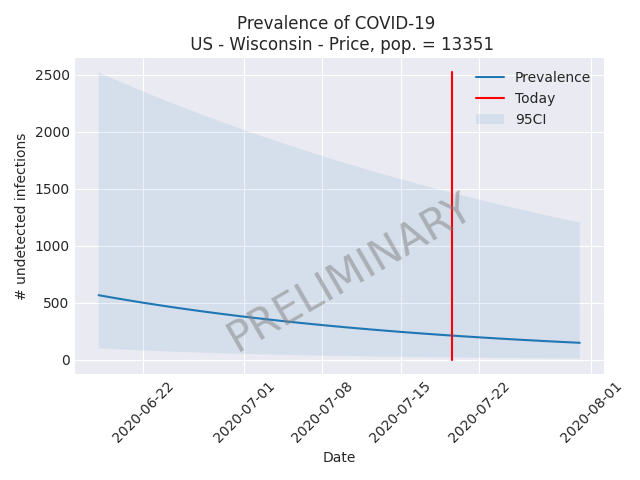 Prevalence of COVID-19
US - Wisconsin - Price, pop. = 13351
Prevalence
Today
95CI
# undetected infections
2500
2000
1500
1000
500
0
PRELIMINARY
2020-06-22
2020-07-01
2020-07-08
2020-07-15
2020-07-22
2020-08-01
Date